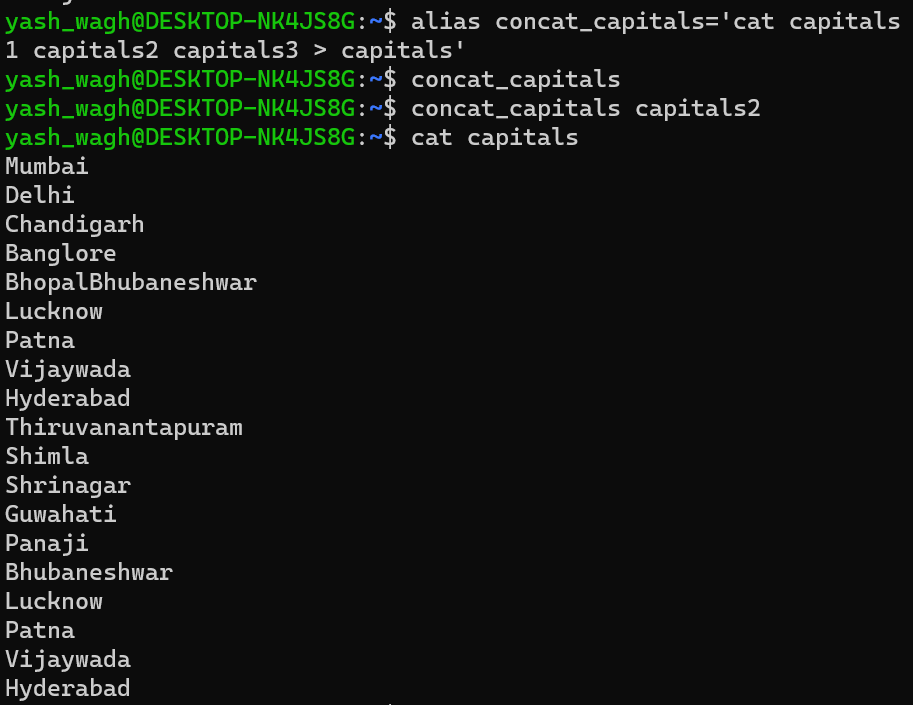 yash_wagh@DESKTOP-NK4JS8G:~$ alias concat_capitals='cat capitals
1 capitals2 capitals3 > capitals'
yash_wagh@DESKTOP-NK4JS8G:~$ concat_capitals
yash_wagh@DESKTOP-NK4JS8G:~$ concat_capitals capitals2
yash_wagh@DESKTOP-NK4JS8G:~$ cat capitals
Mumbai
Delhi
Chandigarh
Banglore
BhopalBhubaneshwar
Lucknow
Patna
Vijaywada
Hyderabad
Thiruvanantapuram
Shimla
Shrinagar
Guwahati
Panaji
Bhubaneshwar
Lucknow
Patna
Vijaywada
Hyderabad